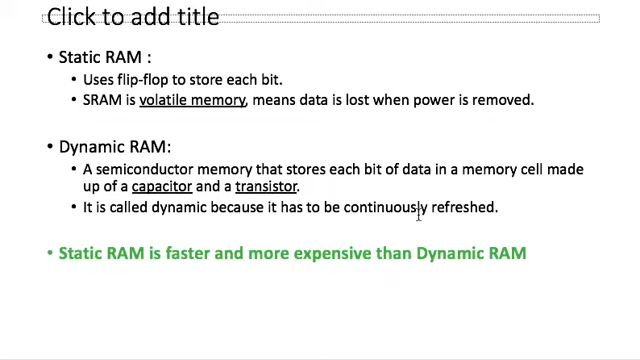 Click to add title
• Static RAM :
• Uses flip-flop to store each bit.
• SRAM is volatile memory, means data is lost when power is removed.
• Dynamic RAM:
• A semiconductor memory that stores each bit of data in a memory cell made
up of a capacitor and a transistor.
• It is called dynamic because it has to be continuously refreshed.
• Static RAM is faster and more expensive than Dynamic RAM